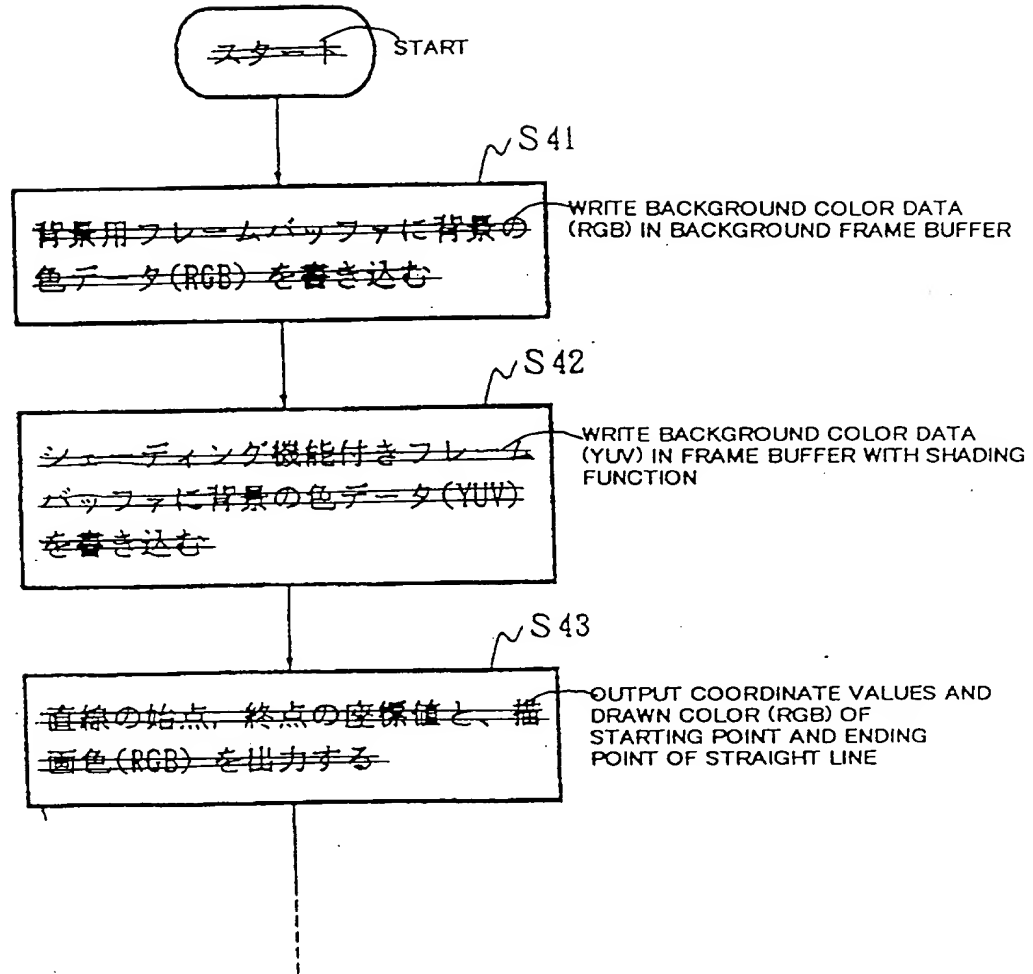 スタート
START
S41
背景用フレームバッファに背景の
色データ(RGB) を書き込む
WRITE BACKGROUND COLOR DATA
(RGB) IN BACKGROUND FRAME BUFFER
S42
シェーディング機能付きフレーム
バッファに背景の色データ(YUV)
を書き込む
WRITE BACKGROUND COLOR DATA
(YUV) IN FRAME BUFFER WITH SHADING
FUNCTION
S43
直線の始点, 終点の座標値と、描
画色(RGB) を出力する
OUTPUT COORDINATE VALUES AND
DRAWN COLOR (RGB) OF
STARTING POINT AND ENDING
POINT OF STRAIGHT LINE